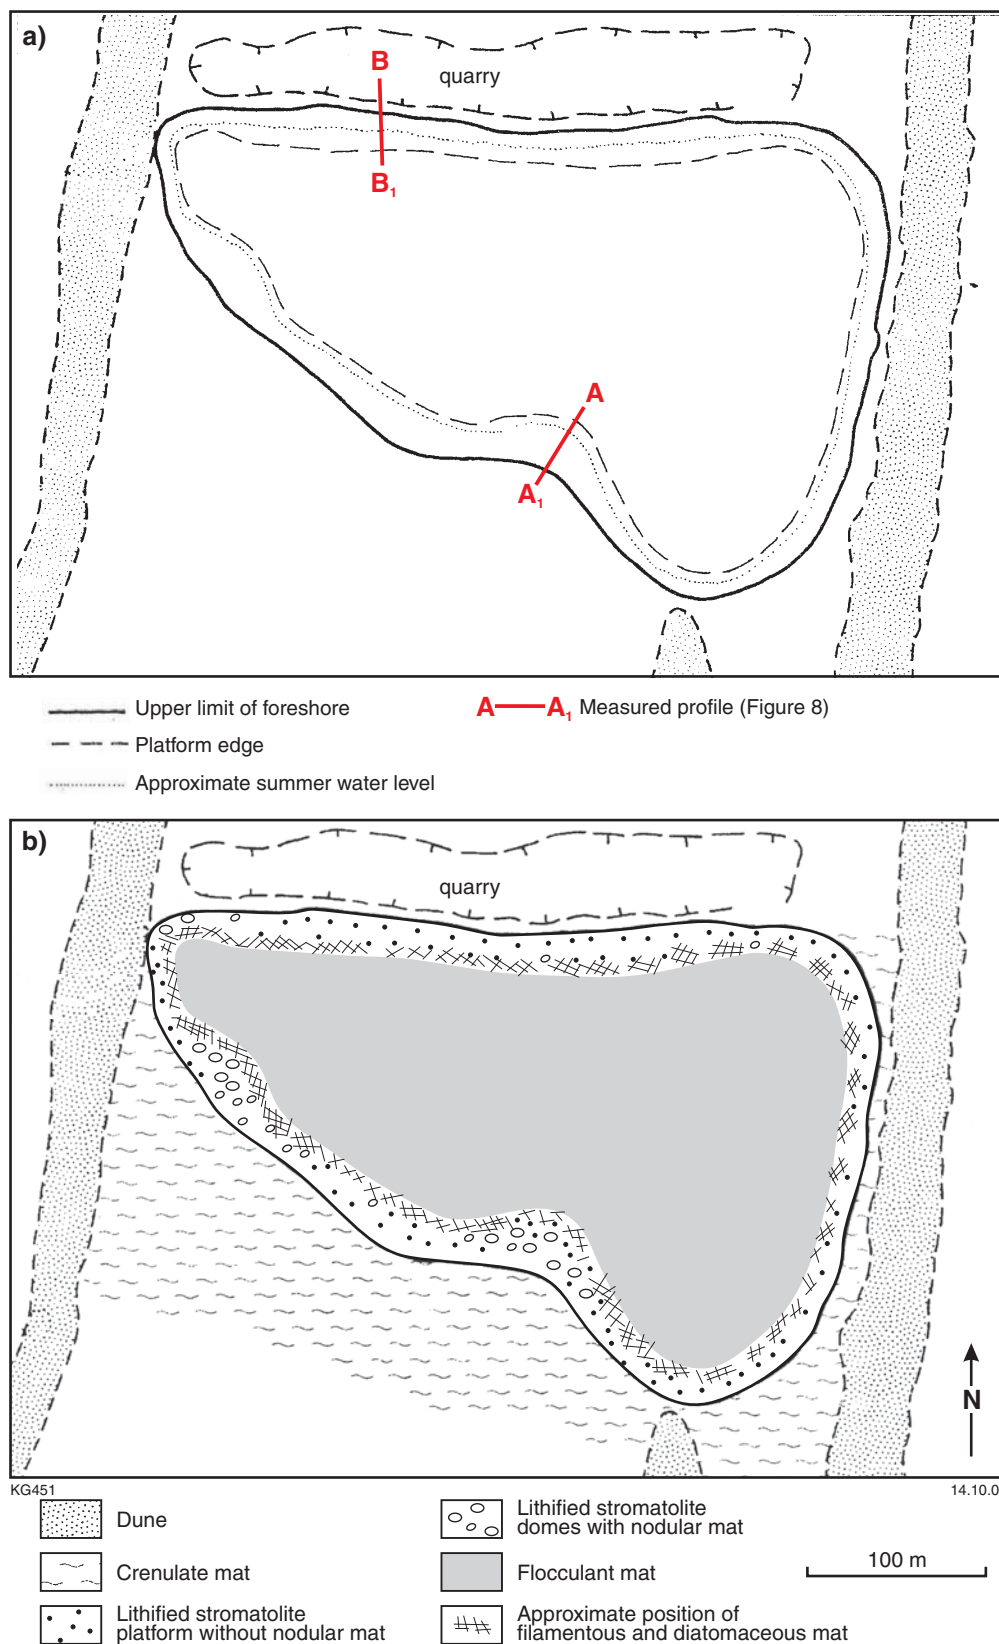 a)
B
quarry
B1
A
A1
Upper limit of foreshore
A A1 Measured profile (Figure 8)
Platform edge
Approximate summer water level
b)
quarry
N
KG451
14.10.0
Dune
Lithified stromatolite
domes with nodular mat
Crenulate mat
Flocculant mat
100 m
Lithified stromatolite
platform without nodular mat
Approximate position of
filamentous and diatomaceous mat